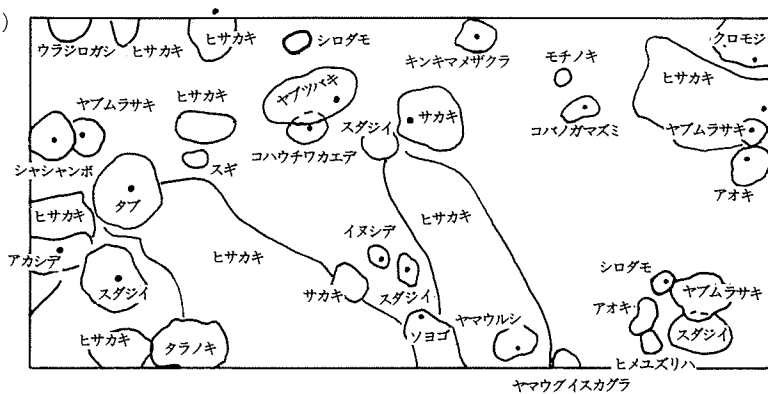 )
ウラジロガシ
ヒサカキ
ヒサカキ
シロダモ
キンキマメザクラ
モチノキ
クロモジ
ヒサカキ
ヤブムラサキ
ヒサカキ
ヤブツバキ
スダジイ
サカキ
コバノガマズミ
ヤブムラサキ
シャシャンボ
スギ
コハウチワカエデ
アオキ
ヒサカキ
タブ
ヒサカキ
イヌシデ
ヒサカキ
アカシデ
スダジイ
サカキ
スダジイ
シロダモ
ヤブムラサキ
アオキ
ヒサカキ
タラノキ
ソヨゴ
ヤマウルシ
スダジイ
ヒメユズリハ
ヤマウグイスカグラ